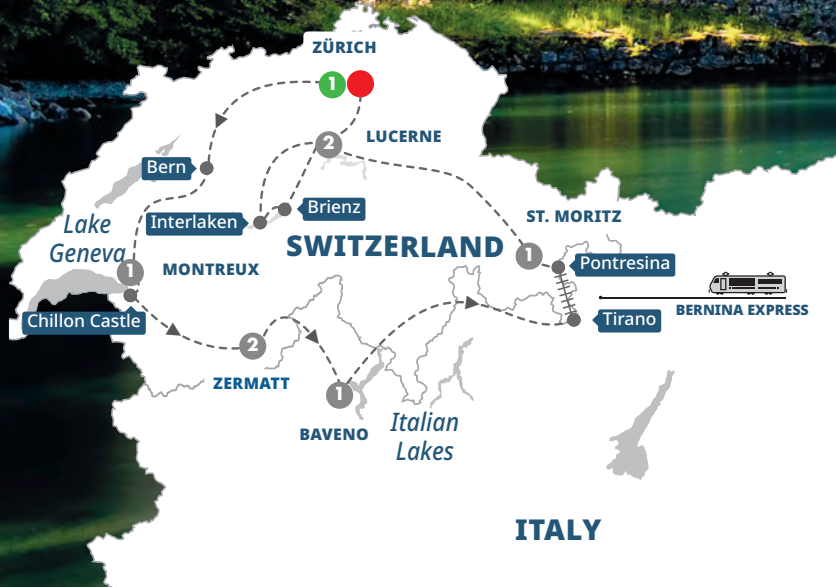 ZÜRICH
1
2
LUCERNE
Bern
Brienz
Interlaken
Lake
Geneva
ST. MORITZ
SWITZERLAND
1
Pontresina
1
MONTREUX
Chillon Castle
BERNINA EXPRESS
Tirano
2
ZERMATT
1
BAVENO
Italian
Lakes
ITALY